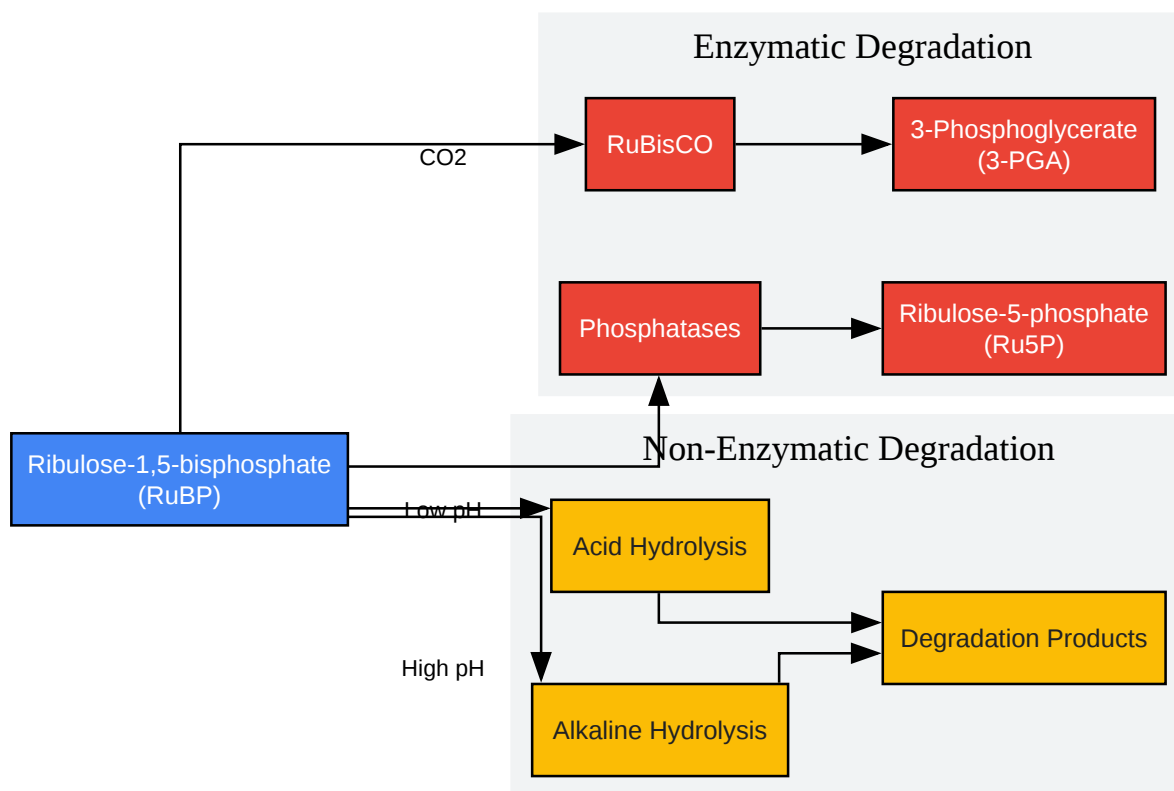 Enzymatic Degradation
CO2
RuBisCO
3-Phosphoglycerate
(3-PGA)
Phosphatases
Ribulose-5-phosphate
(Ru5P)
Ribulose-1,5-bisphosphate
(RuBP)
Non-Enzymatic Degradation
Low pH
Acid Hydrolysis
Degradation Products
High pH
Alkaline Hydrolysis